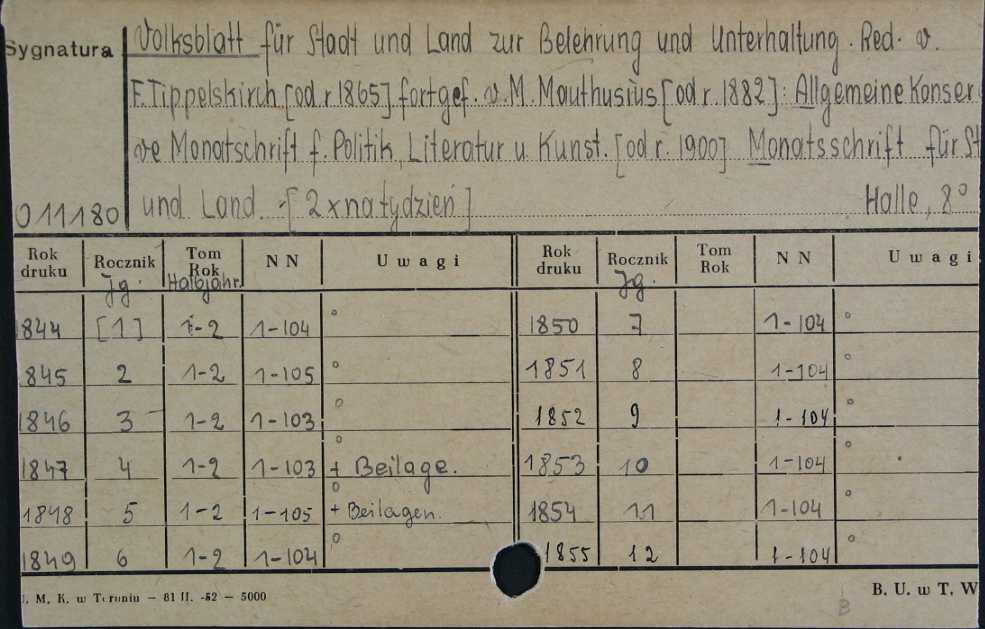 Sygnatura
Volksblatt für Stadt und Land zur Belehrung und Unterhaltung. Red. v.
F. Tippelskirch [od r. 1865] fortgef. v. M. Mauthusius [od r. 1882]: Allgemeine Konser
ve Monatschrift f. Politik, Literatur u. Kunst. [od r. 1900] Monatsschrift für St
011180 und Land. - [2 x na tydzień] Halle, 8°
Rok druku Rocznik Jg. Tom Rok Halbjahr NN Uwagi Rok druku Rocznik Jg. Tom Rok NN Uwagi
1844 [1] 1-2 1-104 ° 1850 7 1-104 °
1845 2 1-2 1-105 ° 1851 8 1-104 °
1846 3 1-2 1-103 ° 1852 9 1-104 °
1847 4 1-2 1-103 ° + Beilage. 1853 10 1-104 °
1848 5 1-2 1-105 ° + Beilagen. 1854 11 1-104 °
1849 6 1-2 1-104 ° 1855 12 1-104 °
. M. K. w Toruniu - 81 II. -52 - 5000 B B. U. w T. W